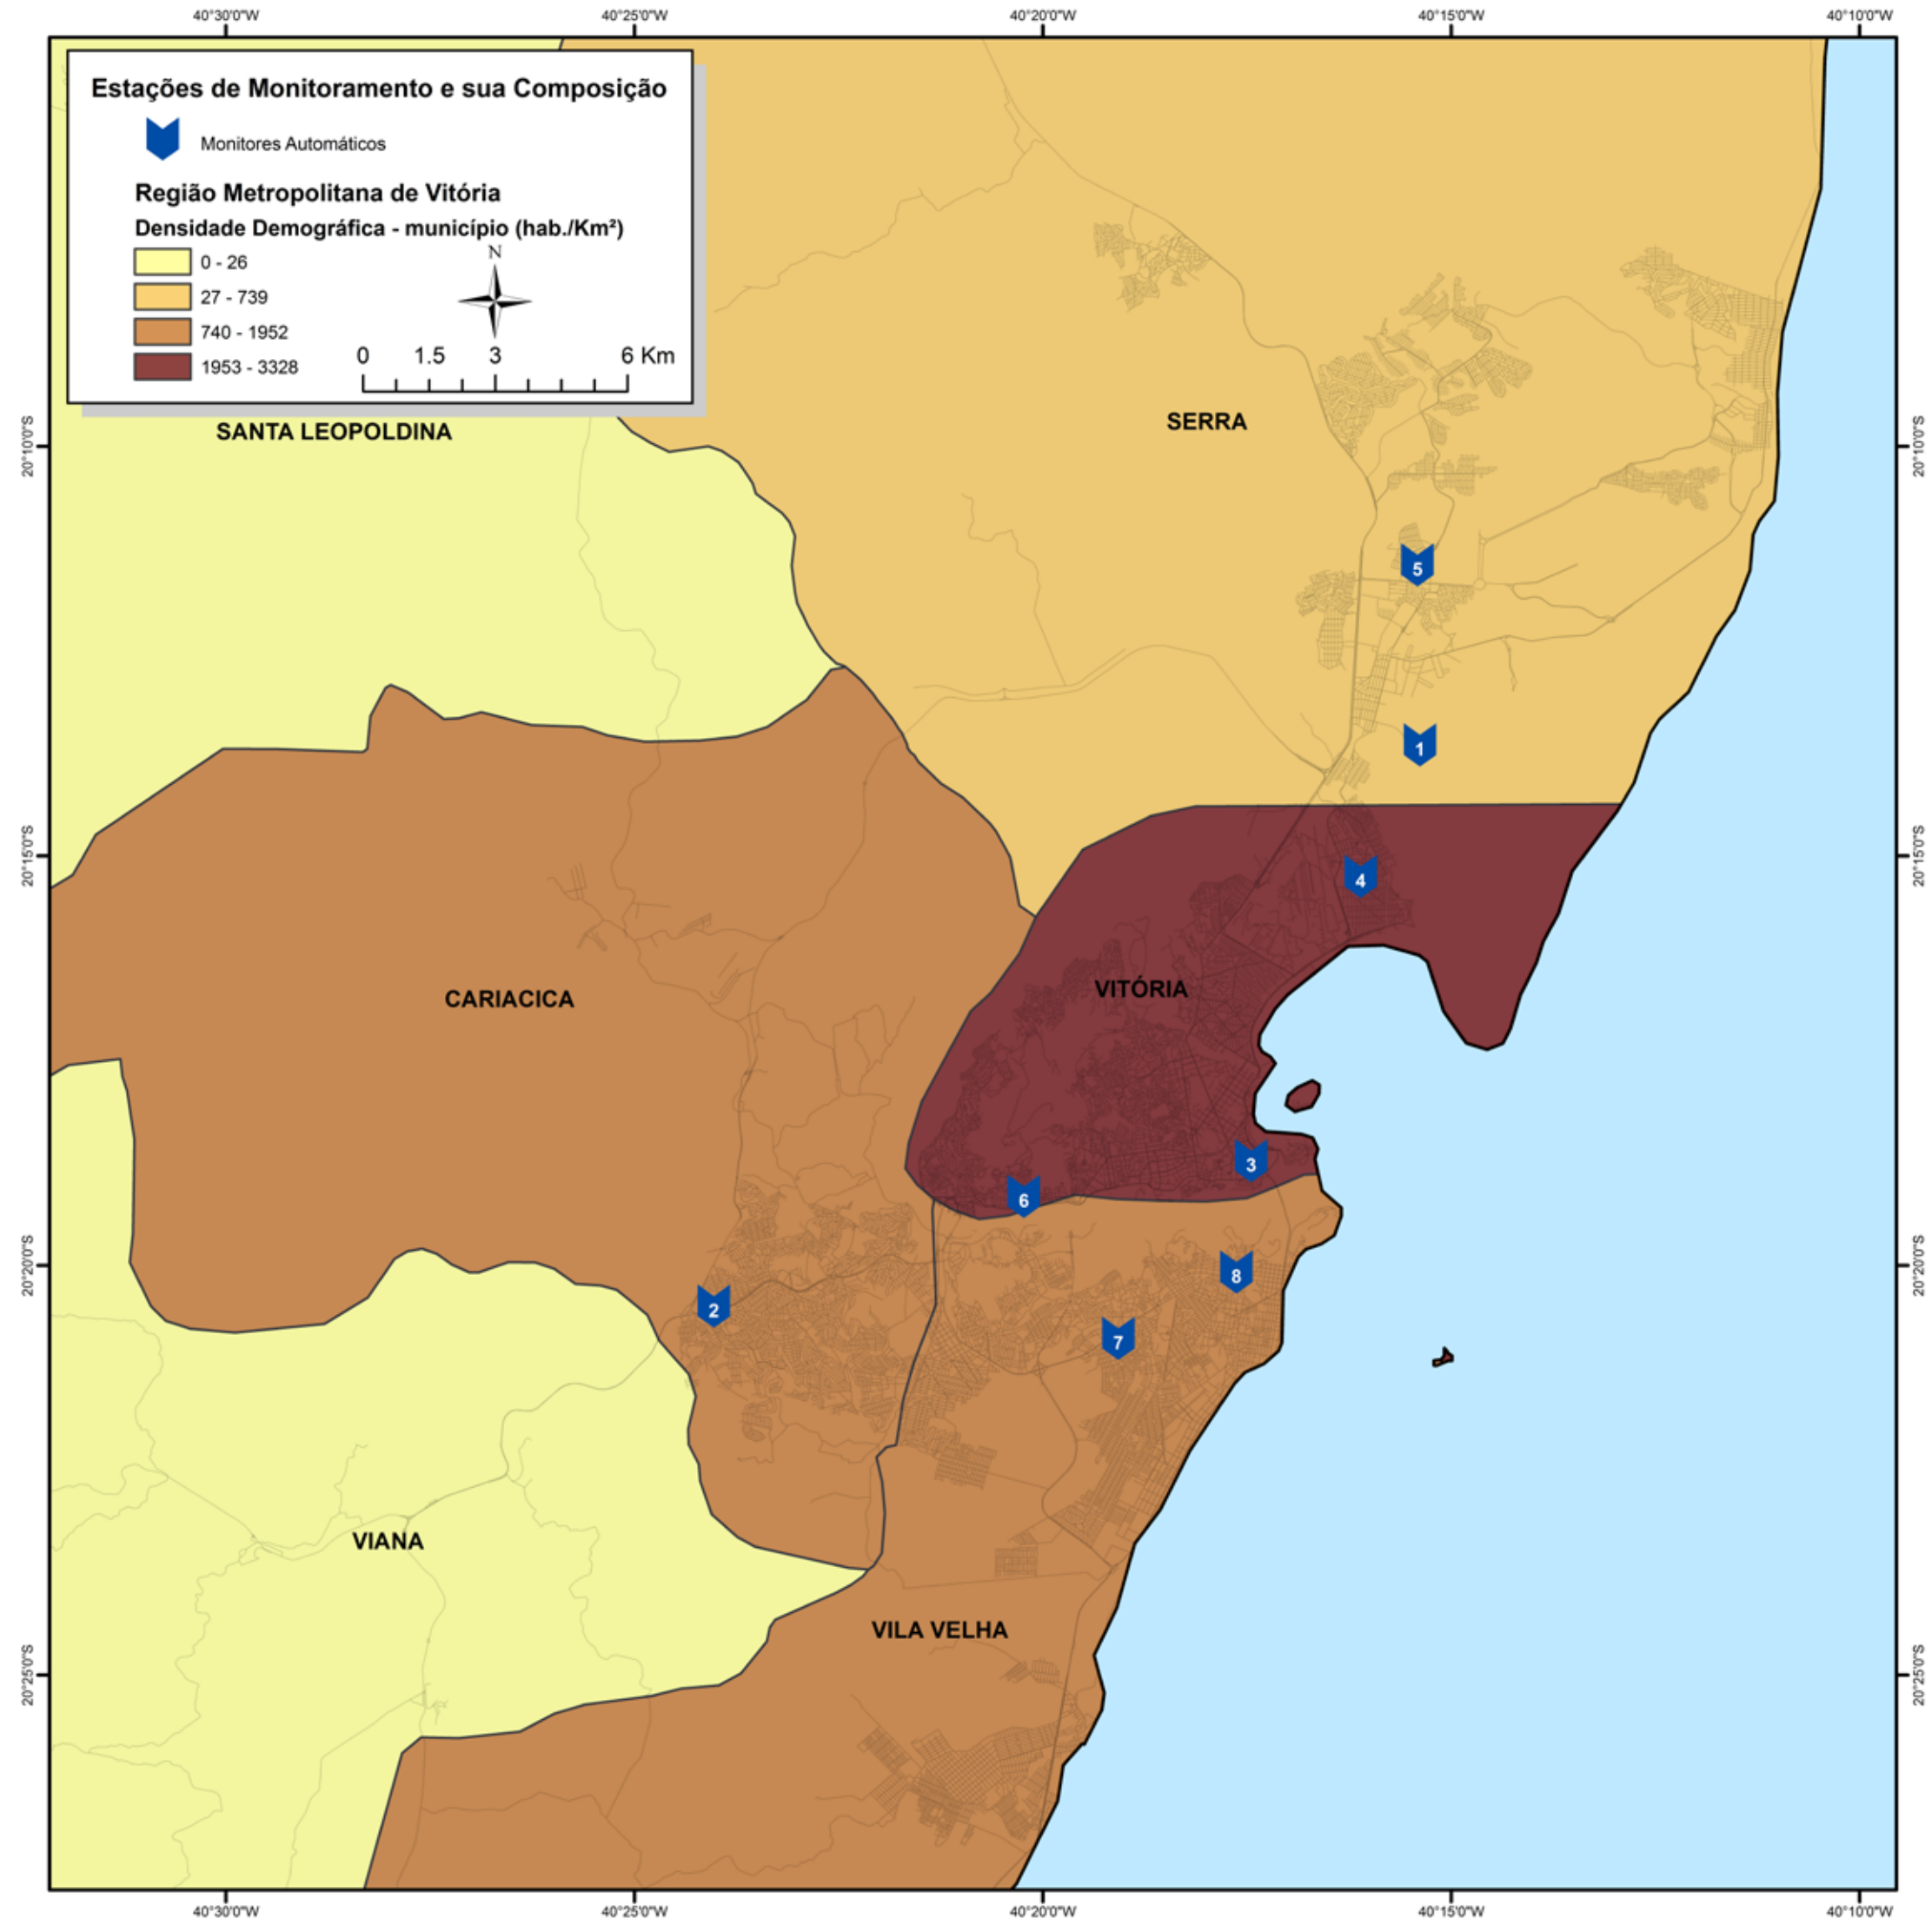 40°30'0"W 40°25'0"W 40°20'0"W 40°15'0"W 40°10'0"W
Estações de Monitoramento e sua Composição
Monitores Automáticos
Região Metropolitana de Vitória
Densidade Demográfica - município (hab./Km²)
N
0 - 26
27 - 739
740 - 1952
1953 - 3328
0 1.5 3 6 Km
SANTA LEOPOLDINA
SERRA
20°10'0"S 20°10'0"S
5
1
20°15'0"S 20°15'0"S
4
VITÓRIA
CARIACICA
3
6
20°20'0"S 20°20'0"S
8
2
7
VIANA
VILA VELHA
20°25'0"S 20°25'0"S
40°30'0"W 40°25'0"W 40°20'0"W 40°15'0"W 40°10'0"W